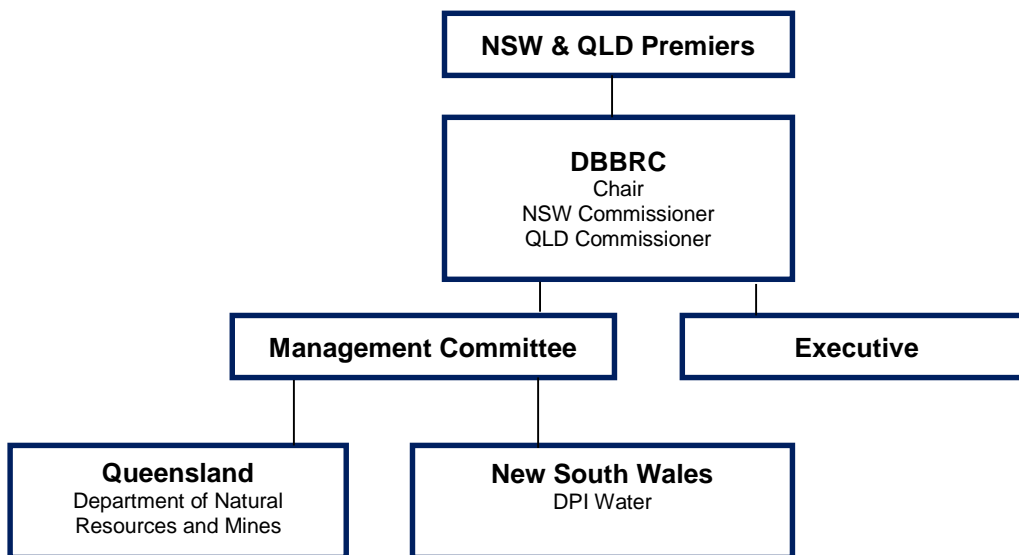 NSW & QLD Premiers
DBBRC
Chair
NSW Commissioner
QLD Commissioner
Management Committee
Executive
Queensland
Department of Natural
Resources and Mines
New South Wales
DPI Water